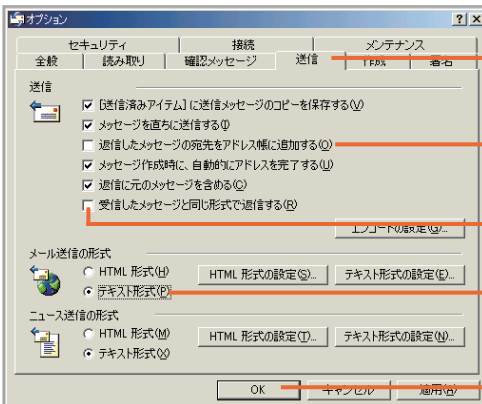 オプション
セキュリティ 接続 メンテナンス
全般 読み取り 確認メッセージ 送信 作成 署名
送信
[送信済みアイテム] に送信メッセージのコピーを保存する(V)
メッセージを直ちに送信する(I)
返信したメッセージの宛先をアドレス帳に追加する(O)
メッセージ作成時に、自動的にアドレスを完了する(U)
返信に元のメッセージを含める(C)
受信したメッセージと同じ形式で返信する(R)
エンコードの設定(G)...
メール送信の形式
HTML 形式(H) HTML 形式の設定(S)... テキスト形式(E)...
テキスト形式(P)
ニュース送信の形式
HTML 形式(M) HTML 形式の設定(T)... テキスト形式の設定(N)...
テキスト形式(X)
OK キャンセル 適用(A)